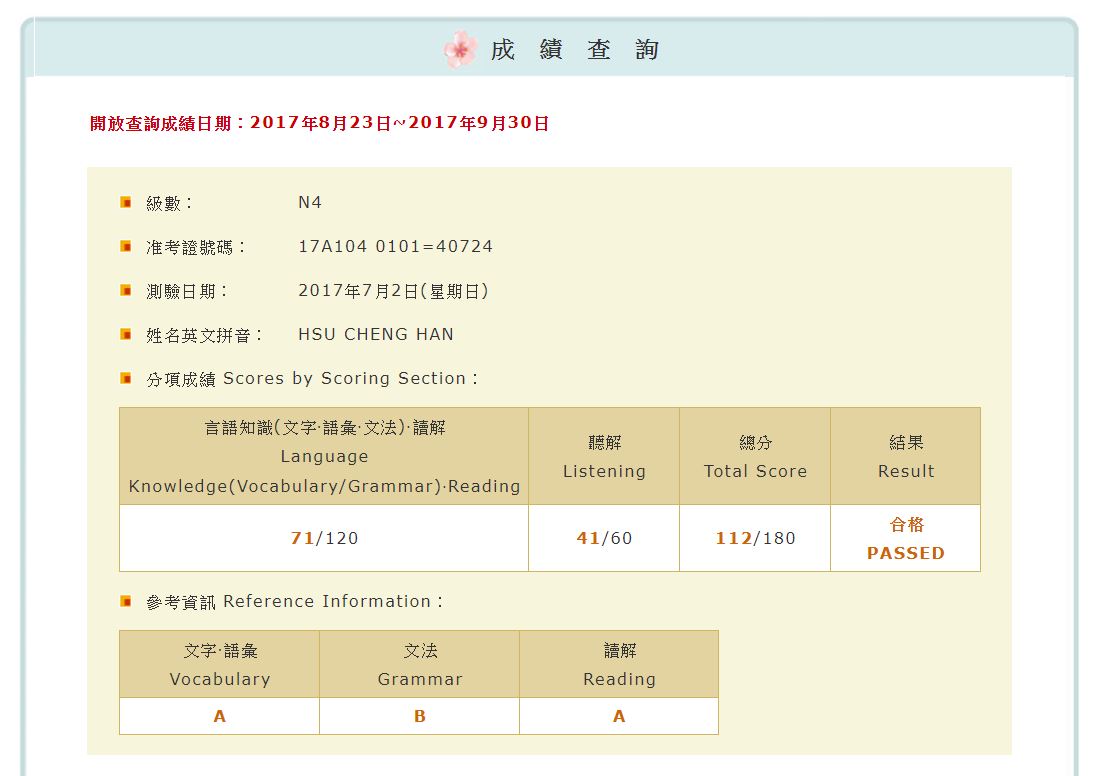 成績查詢
開放查詢成績日期：2017年8月23日~2017年9月30日
級數： N4
准考證號碼： 17A104 0101=40724
測驗日期： 2017年7月2日(星期日)
姓名英文拼音： HSU CHENG HAN
分項成績 Scores by Scoring Section：
言語知識(文字·語彙·文法)·讀解
Language
Knowledge(Vocabulary/Grammar)·Reading
聽解
Listening
總分
Total Score
結果
Result
71/120
41/60
112/180
合格
PASSED
參考資訊 Reference Information：
文字·語彙
Vocabulary
文法
Grammar
讀解
Reading
A
B
A